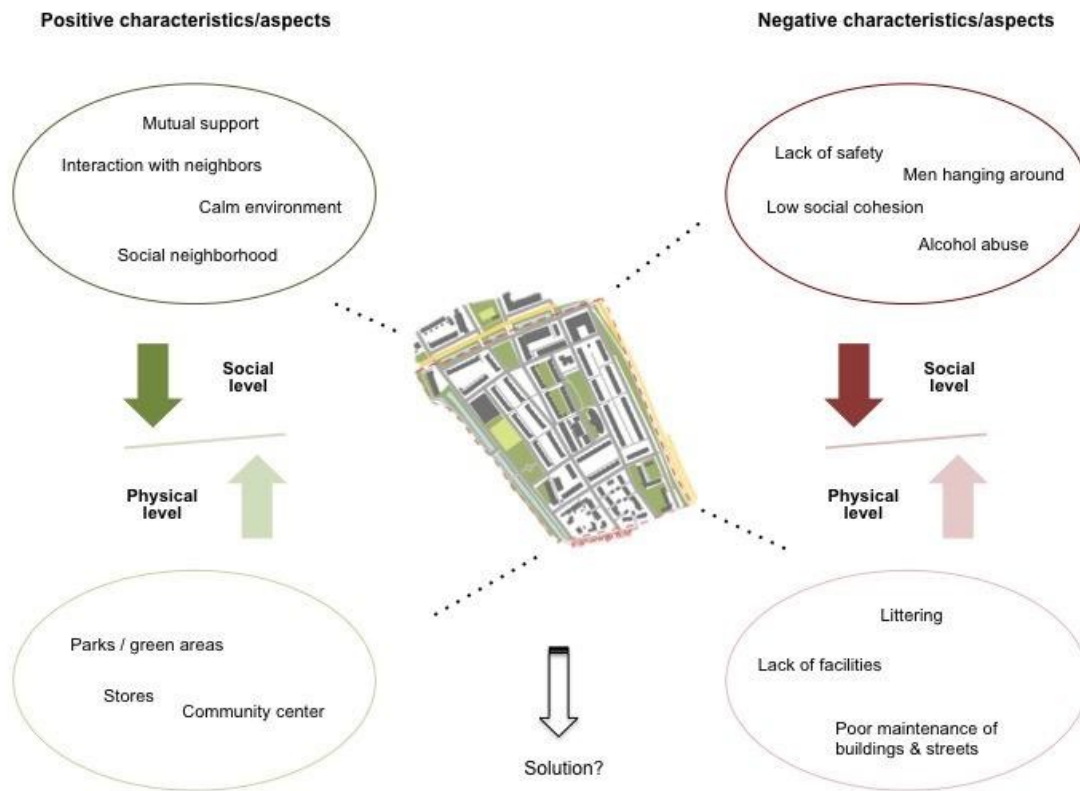 Positive characteristics/aspects
Negative characteristics/aspects
Mutual support
Interaction with neighbors
Calm environment
Social neighborhood
Lack of safety
Men hanging around
Low social cohesion
Alcohol abuse
Social
level
Physical
level
Social
level
Physical
level
Parks / green areas
Stores
Community center
Littering
Lack of facilities
Poor maintenance of
buildings & streets
Solution?